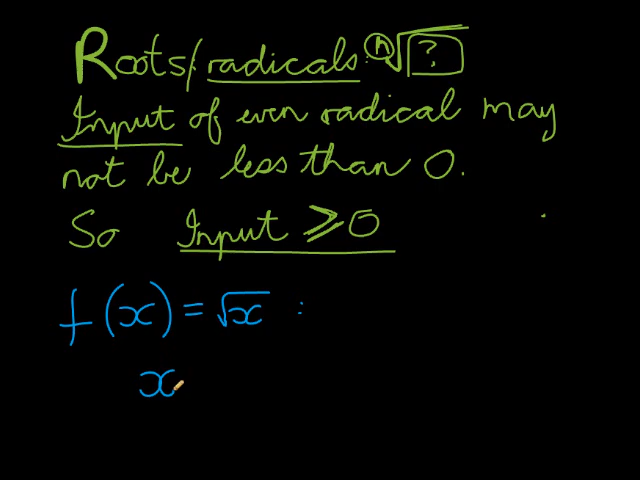 Roots/radicals: ⁿ√?
Input of even radical may
not be less than 0.
So Input ⩾ 0
f(x) = √x :
x